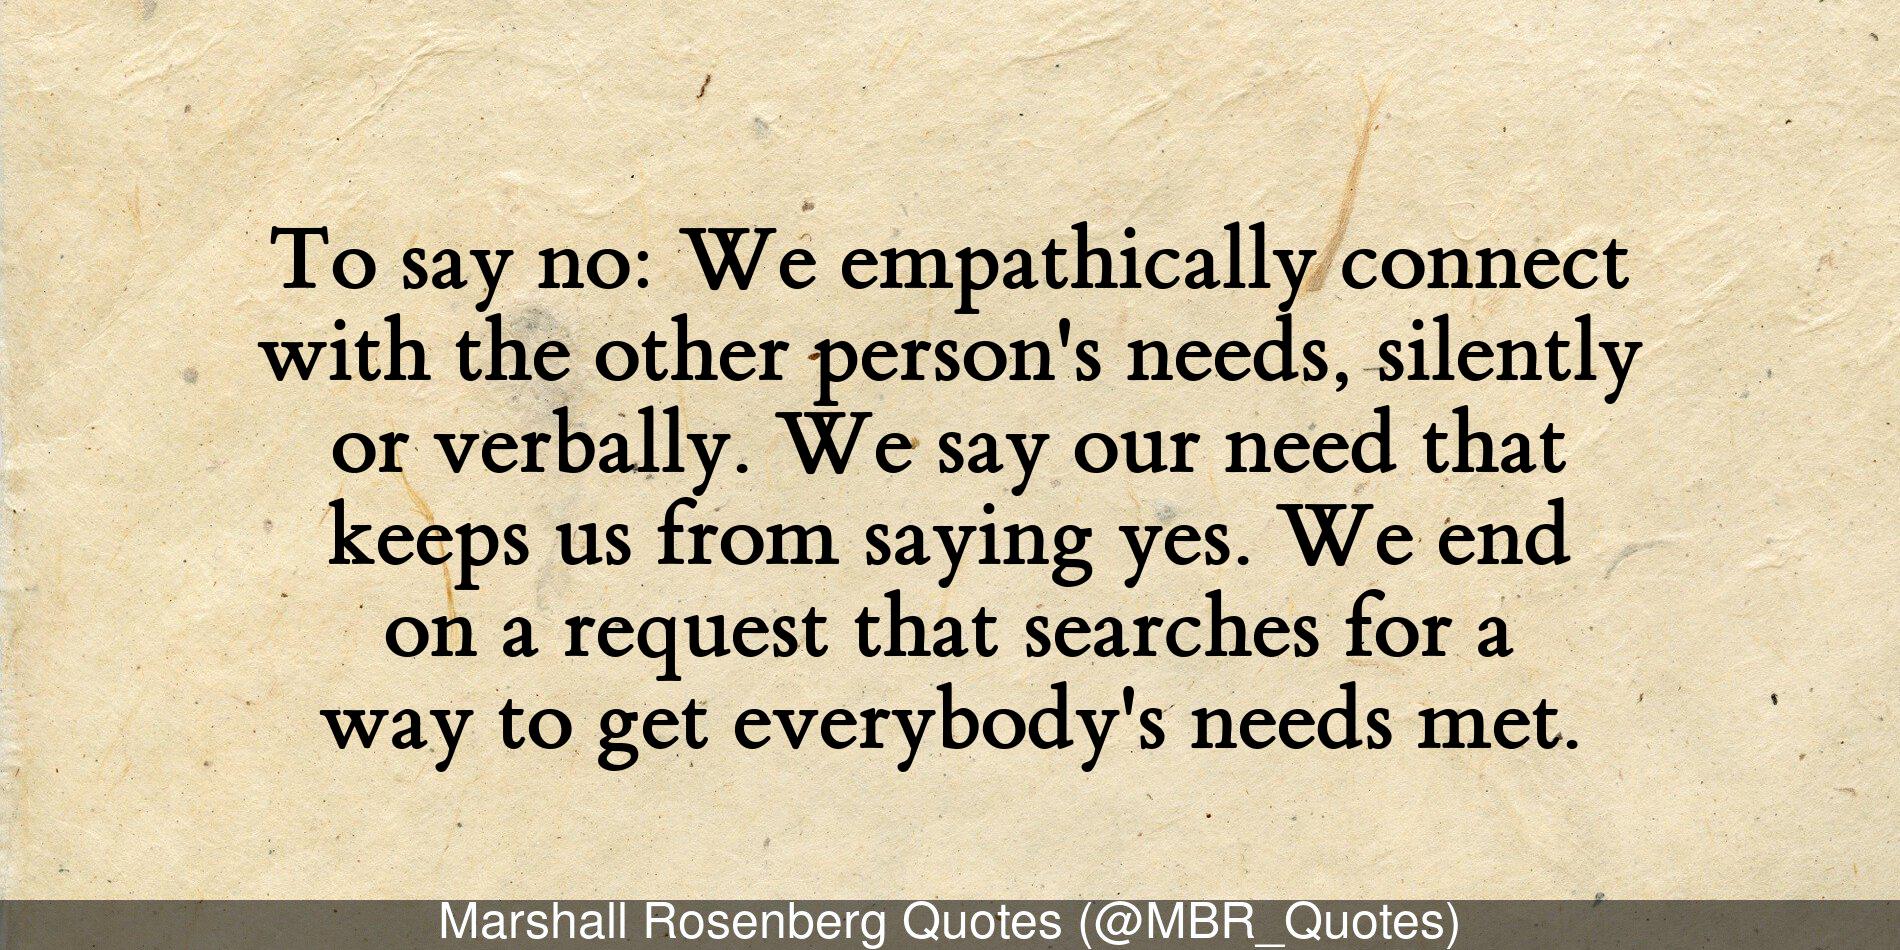 To say no: We empathically connect
with the other person's needs, silently
or verbally. We say our need that
keeps us from saying yes. We end
on a request that searches for a
way to get everybody's needs met.
Marshall Rosenberg Quotes (@MBR_Quotes)